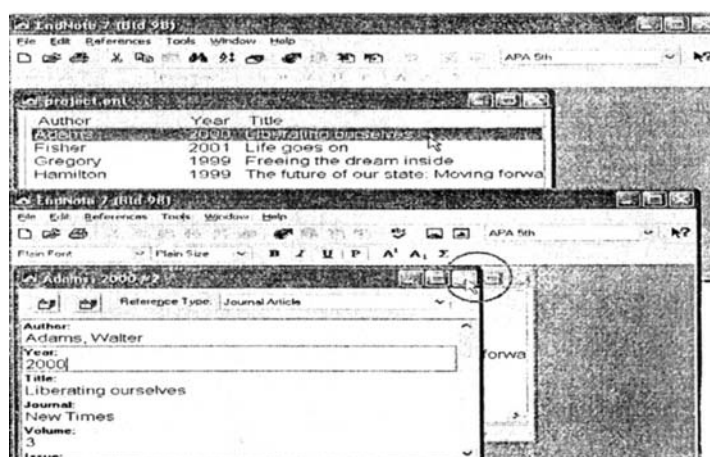 EndNote 7 (Bld 98)
File Edit References Tools Window Help
APA 5th
project.enl
Author Year Title
Adams 2000 Liberating ourselves
Fisher 2001 Life goes on
Gregory 1999 Freeing the dream inside
Hamilton 1999 The future of our state: Moving forwa
EndNote 7 (Bld 98)
File Edit References Tools Window Help
APA 5th
Plain Font Plain Size B I U P A¹ A₁ Σ
Adams, 2000 #2
Reference Type: Journal Article
Author:
Adams, Walter
Year:
2000
forwa
Title:
Liberating ourselves
Journal:
New Times
Volume:
3
Issue: